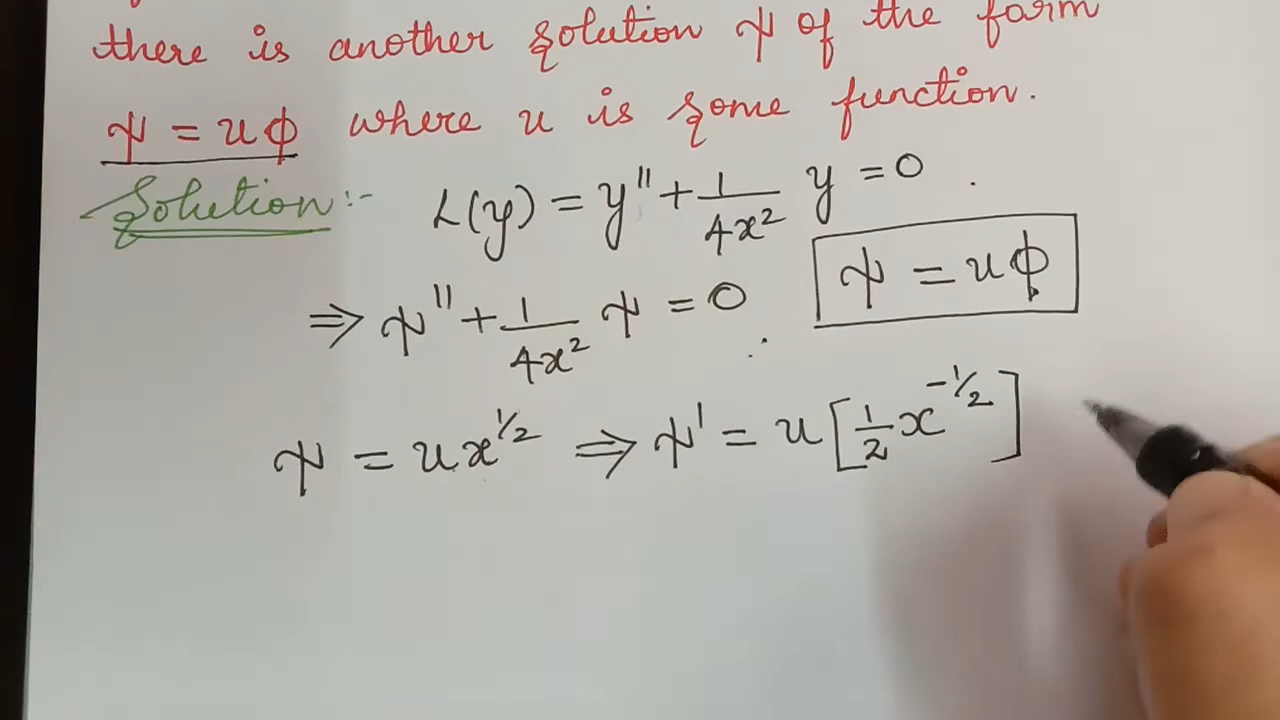 there is another solution ψ of the form
ψ = uϕ where u is some function.
Solution:- L(y) = y'' + 1/4x² y = 0 .
⇒ ψ'' + 1/4x² ψ = 0 . ψ = uϕ
ψ = ux^1/2 ⇒ ψ' = u[1/2 x^-1/2]